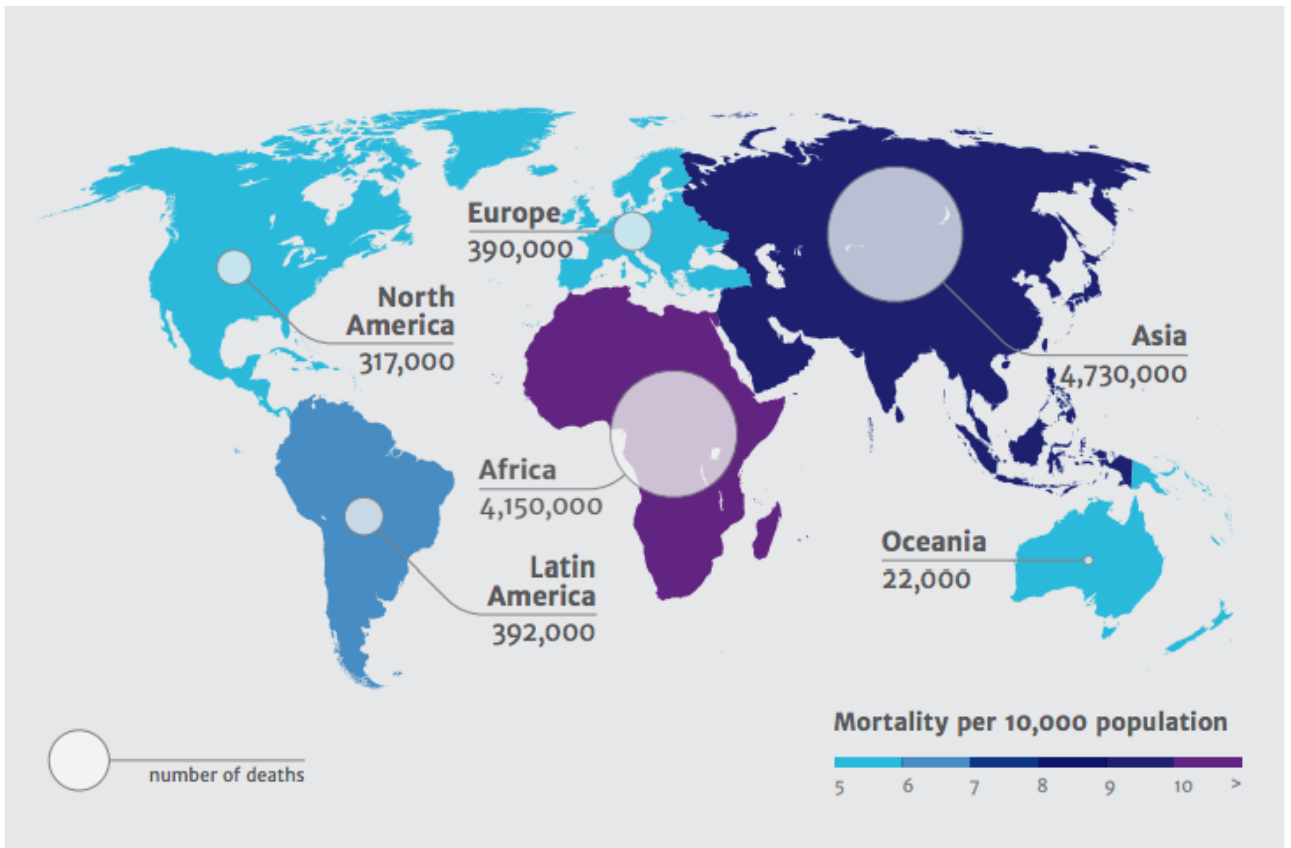 Europe
390,000
North
America
317,000
Asia
4,730,000
Africa
4,150,000
Oceania
22,000
Latin
America
392,000
Mortality per 10,000 population
5 6 7 8 9 10 >
number of deaths